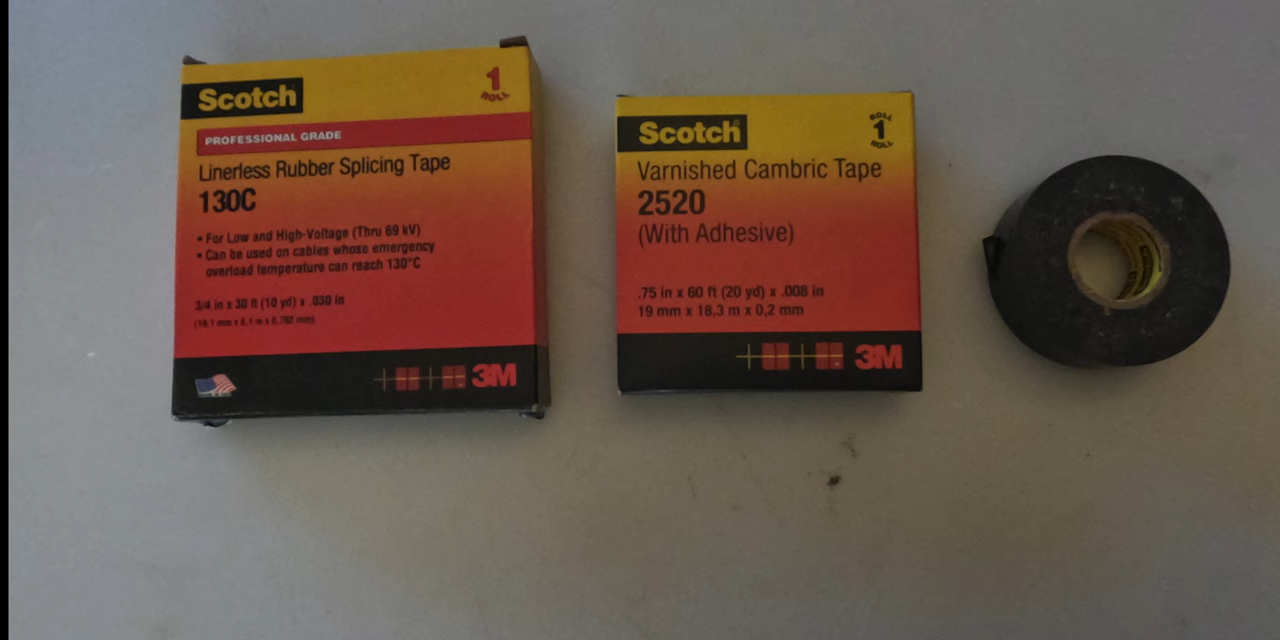 Scotch
1
ROLL
PROFESSIONAL GRADE
Linerless Rubber Splicing Tape
130C
• For Low and High-Voltage (Thru 69 kV)
• Can be used on cables whose emergency
overload temperature can reach 130°C
3/4 in x 30 ft (10 yd) x .030 in
3M
ROLL
1
ROLL
Scotch
Varnished Cambric Tape
2520
(With Adhesive)
.75 in x 60 ft (20 yd) x .008 in
19 mm x 18,3 m x 0,2 mm
3M